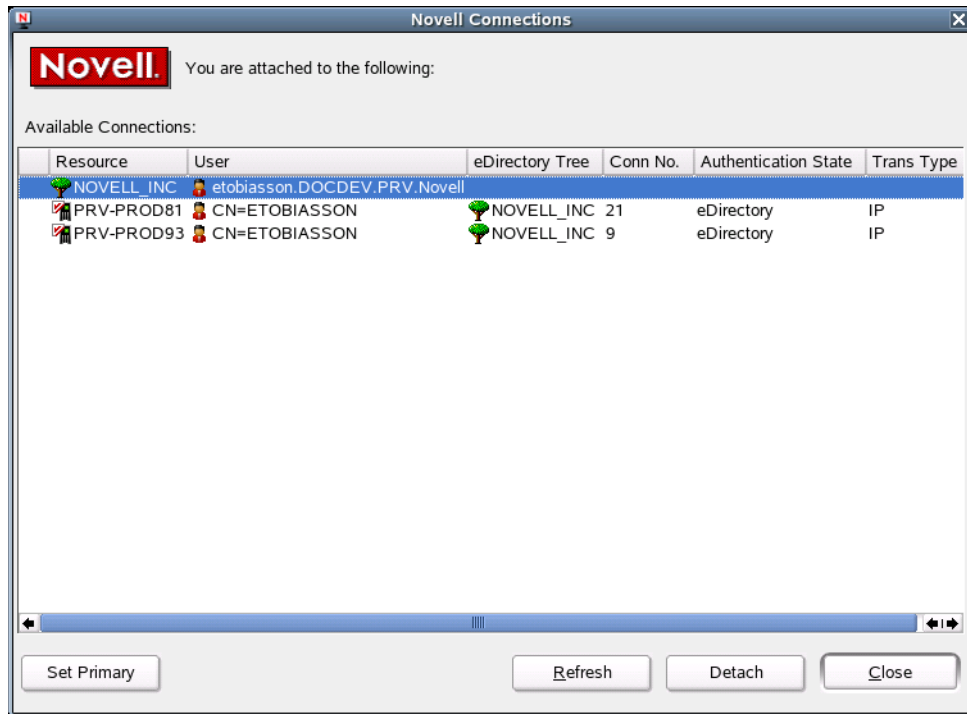 N Novell Connections
Novell. You are attached to the following:
Available Connections:
Resource User eDirectory Tree Conn No. Authentication State Trans Type
NOVELL_INC etobiasson.DOCDEV.PRV.Novell
PRV-PROD81 CN=ETOBIASSON NOVELL_INC 21 eDirectory IP
PRV-PROD93 CN=ETOBIASSON NOVELL_INC 9 eDirectory IP
Set Primary Refresh Detach Close